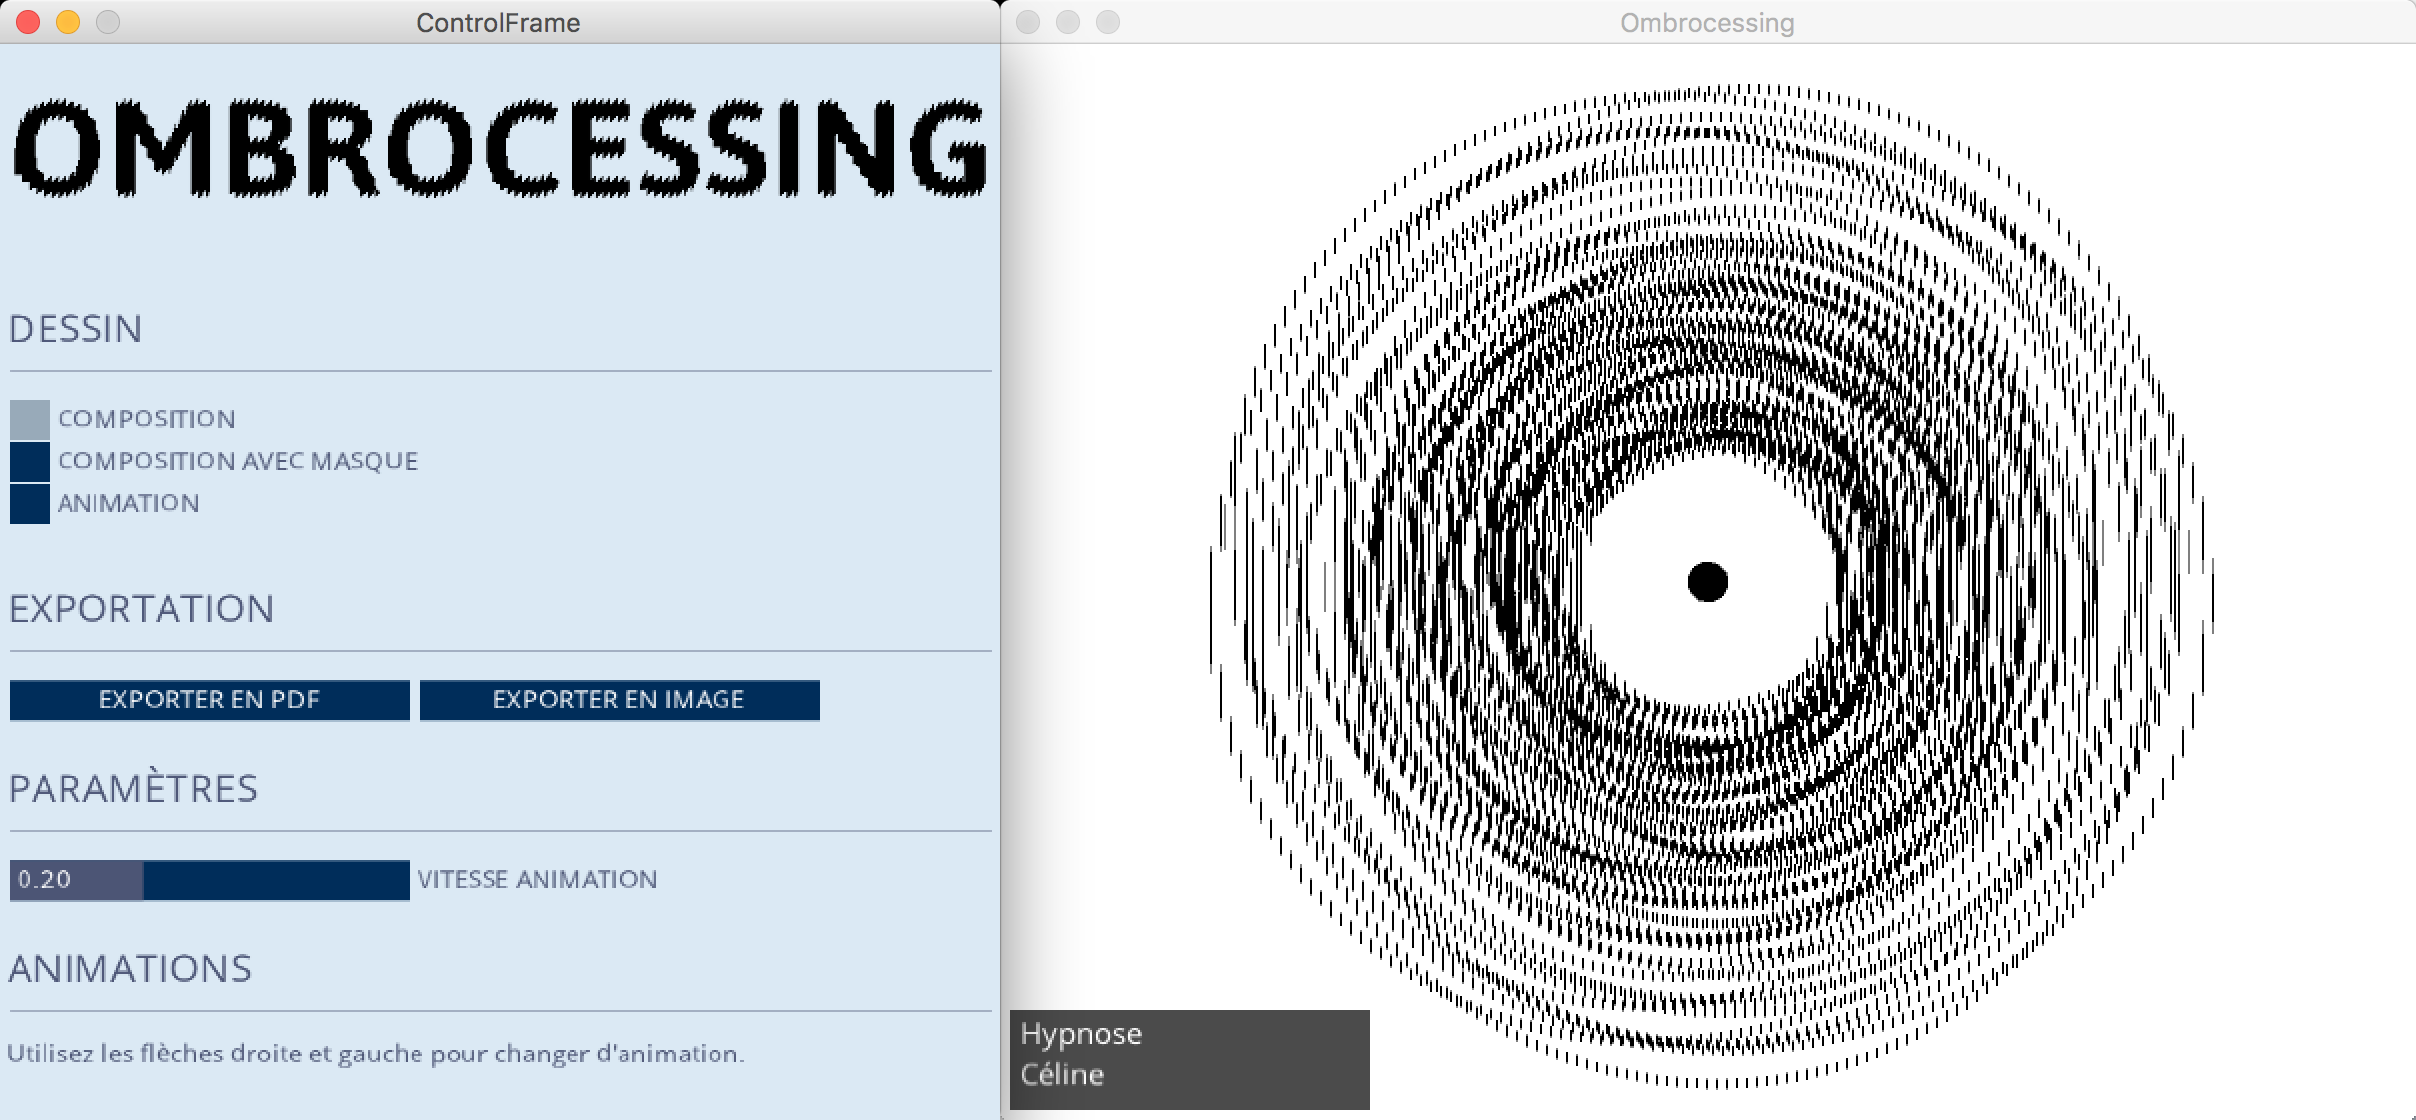 ControlFrame
OMBROCESSING
DESSIN
COMPOSITION
COMPOSITION AVEC MASQUE
ANIMATION
EXPORTATION
EXPORTER EN PDF
EXPORTER EN IMAGE
PARAMÈTRES
0.20
VITESSE ANIMATION
ANIMATIONS
Utilisez les flèches droite et gauche pour changer d'animation.
Ombrocessing
Hypnose
Céline